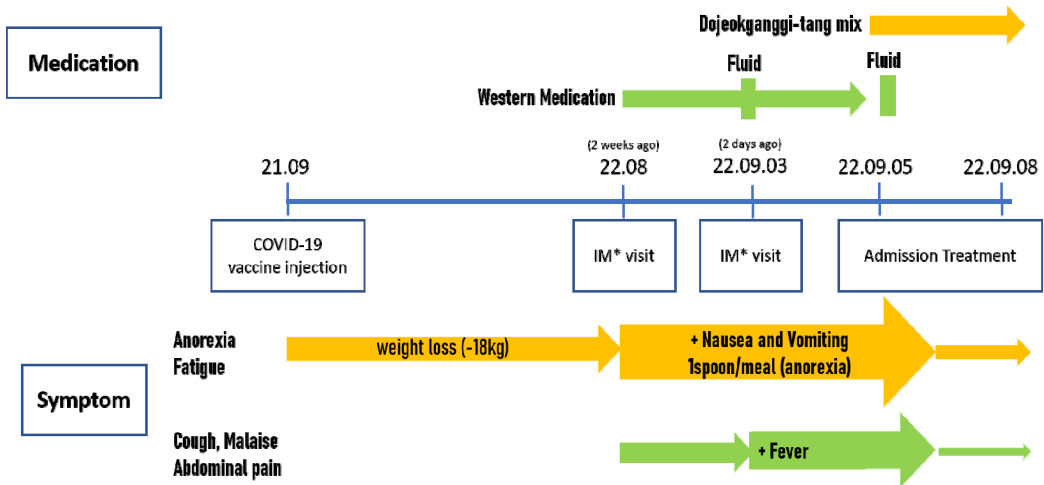 Dojeokganggi-tang mix
Medication
Fluid
Fluid
Western Medication
(2 weeks ago)
(2 days ago)
21.09
22.08
22.09.03
22.09.05
22.09.08
COVID-19
vaccine injection
IM* visit
IM* visit
Admission Treatment
Anorexia
Fatigue
weight loss (-18kg)
+ Nausea and Vomiting
1spoon/meal (anorexia)
Symptom
Cough, Malaise
Abdominal pain
+ Fever